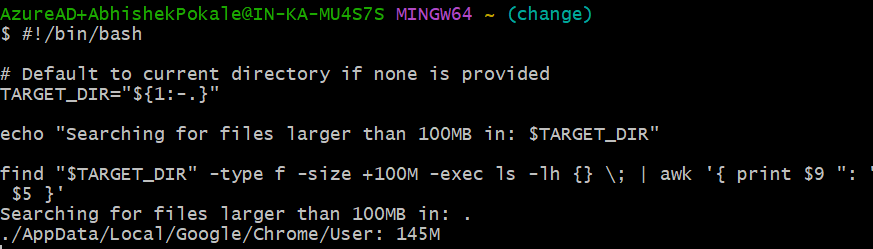 AzureAD+AbhishekPokale@IN-KA-MU4S7S MINGW64 ~ (change)
$ #!/bin/bash
# Default to current directory if none is provided
TARGET_DIR="${1:-.}"
echo "Searching for files larger than 100MB in: $TARGET_DIR"
find "$TARGET_DIR" -type f -size +100M -exec ls -lh {} \; | awk '{ print $9 ": "
 $5 }'
Searching for files larger than 100MB in: .
./AppData/Local/Google/Chrome/User: 145M